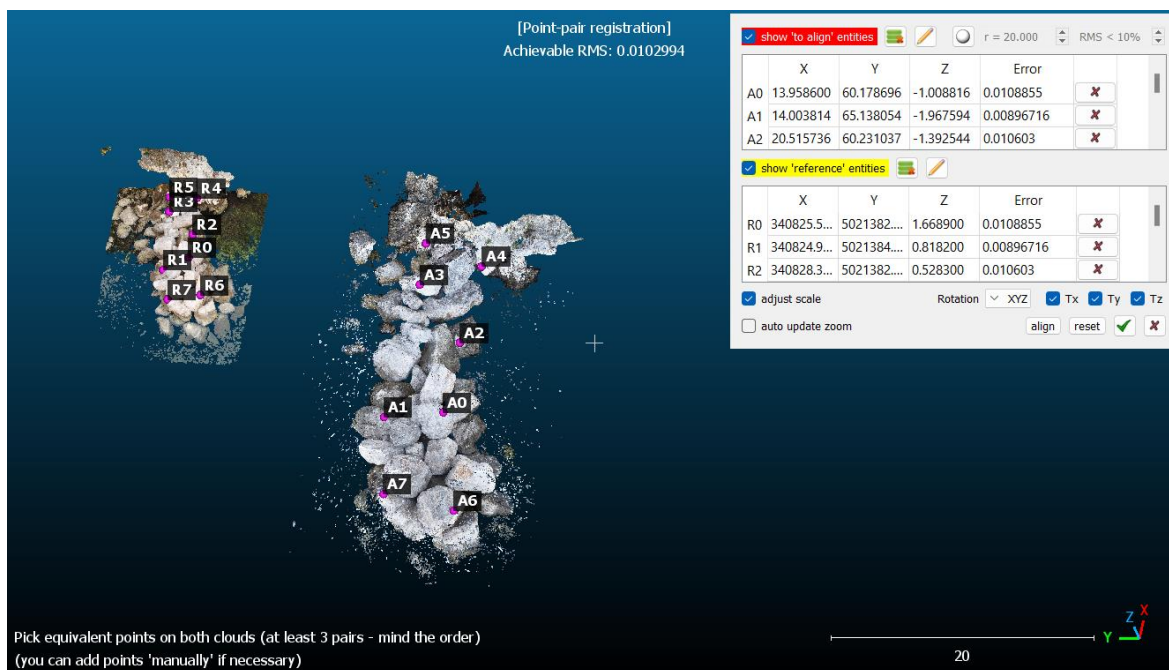 [Point-pair registration]
Achievable RMS: 0.0102994
show 'to align' entities r = 20.000 RMS < 10%
X Y Z Error
A0 13.958600 60.178696 -1.008816 0.0108855
A1 14.003814 65.138054 -1.967594 0.00896716
A2 20.515736 60.231037 -1.392544 0.010603
show 'reference' entities
X Y Z Error
R0 340825.5... 5021382.... 1.668900 0.0108855
R1 340824.9... 5021384.... 0.818200 0.00896716
R2 340828.3... 5021382.... 0.528300 0.010603
adjust scale Rotation XYZ Tx Ty Tz
auto update zoom align reset
R5 R4
R3
R2
R0
R1
R6
R7
A5
A4
A3
A2
A1 A0
A7
A6
Pick equivalent points on both clouds (at least 3 pairs - mind the order)
(you can add points 'manually' if necessary)
20
Z X
Y